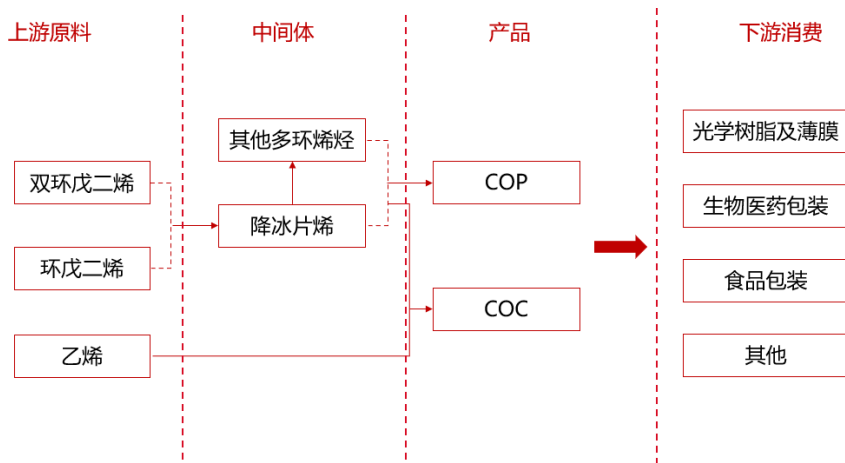 上游原料
中间体
产品
下游消费
其他多环烯烃
光学树脂及薄膜
双环戊二烯
COP
生物医药包装
降冰片烯
环戊二烯
食品包装
COC
乙烯
其他